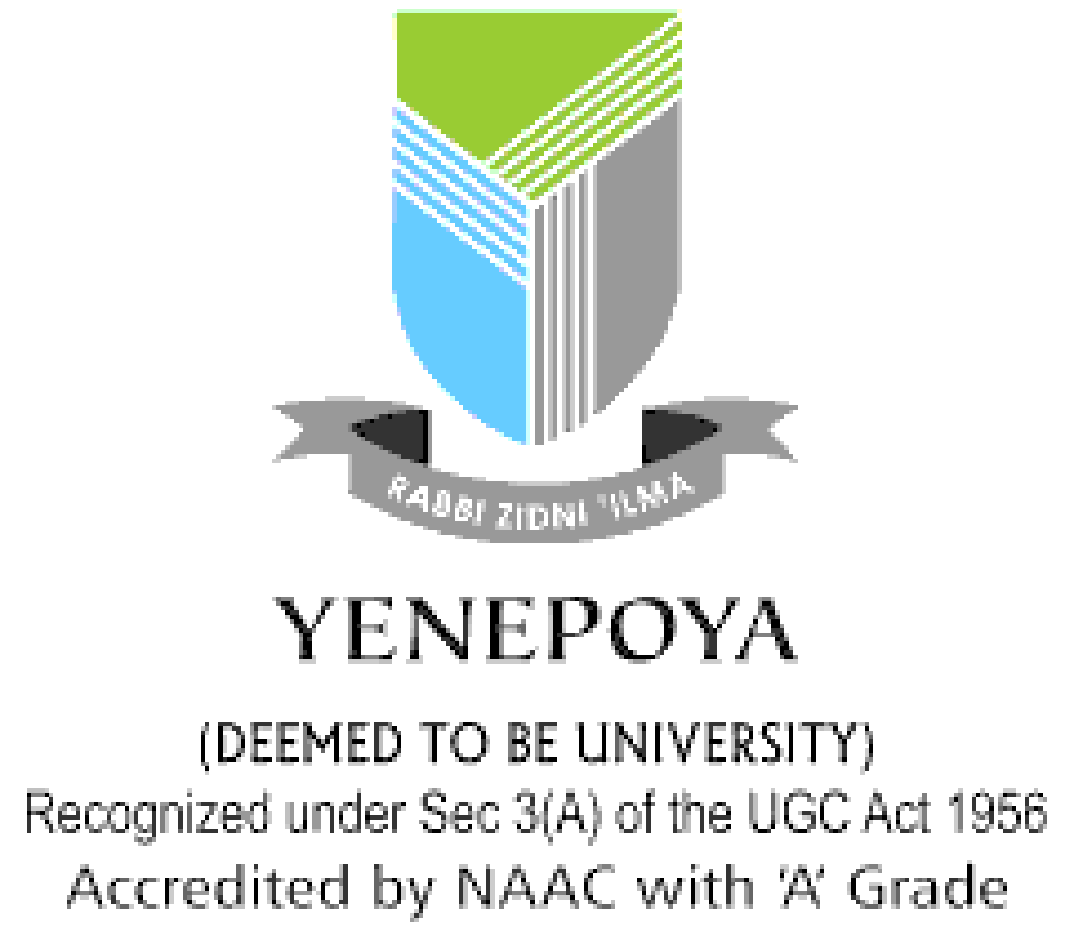 RABBI ZIDNI 'ILMA
YENEPOYA
(DEEMED TO BE UNIVERSITY)
Recognized under Sec 3(A) of the UGC Act 1956
Accredited by NAAC with 'A' Grade